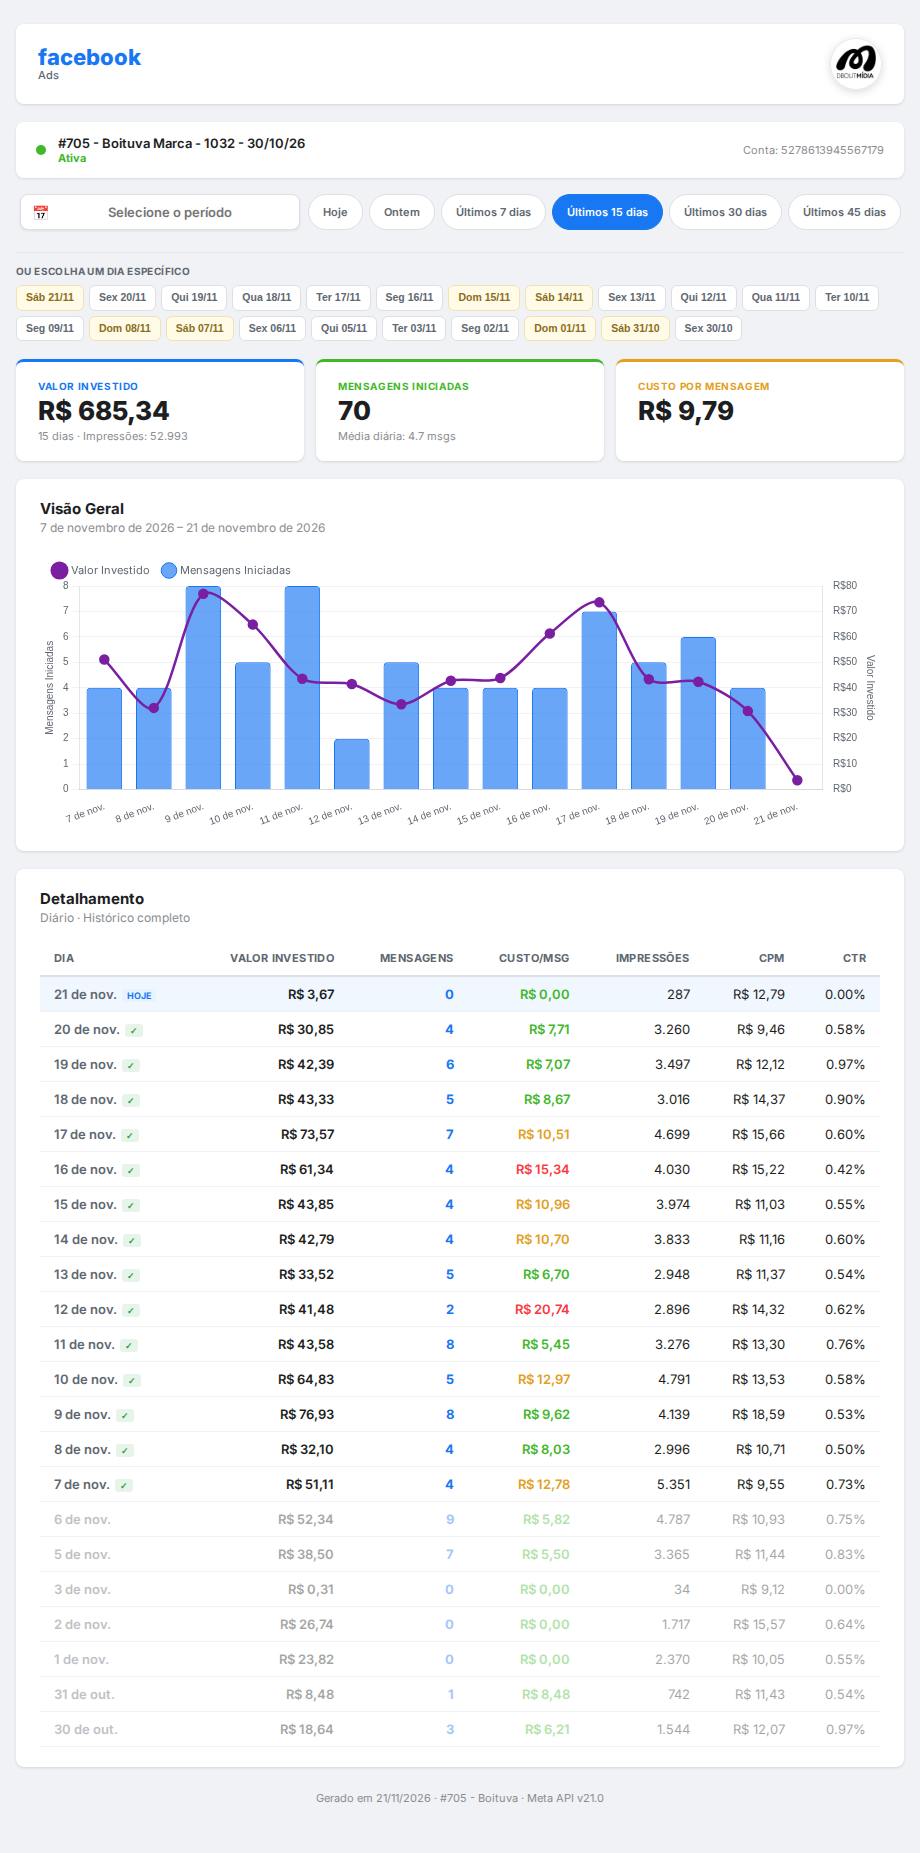 facebook
Ads
DBOUTMÍDIA
#705 - Boituva Marca - 1032 - 30/10/26
Ativa
Conta: 5278613945567179
📅 Selecione o período Hoje Ontem Últimos 7 dias Últimos 15 dias Últimos 30 dias Últimos 45 dias
OU ESCOLHA UM DIA ESPECÍFICO
Sáb 21/11 Sex 20/11 Qui 19/11 Qua 18/11 Ter 17/11 Seg 16/11 Dom 15/11 Sáb 14/11 Sex 13/11 Qui 12/11 Qua 11/11 Ter 10/11
Seg 09/11 Dom 08/11 Sáb 07/11 Sex 06/11 Qui 05/11 Ter 03/11 Seg 02/11 Dom 01/11 Sáb 31/10 Sex 30/10
VALOR INVESTIDO
R$ 685,34
15 dias · Impressões: 52.993
MENSAGENS INICIADAS
70
Média diária: 4.7 msgs
CUSTO POR MENSAGEM
R$ 9,79
Visão Geral
7 de novembro de 2026 – 21 de novembro de 2026
Valor Investido Mensagens Iniciadas
Mensagens Iniciadas
8
7
6
5
4
3
2
1
0
R$80
R$70
R$60
R$50
R$40
R$30
R$20
R$10
R$0
Valor Investido
7 de nov. 8 de nov. 9 de nov. 10 de nov. 11 de nov. 12 de nov. 13 de nov. 14 de nov. 15 de nov. 16 de nov. 17 de nov. 18 de nov. 19 de nov. 20 de nov. 21 de nov.
Detalhamento
Diário · Histórico completo
DIA VALOR INVESTIDO MENSAGENS CUSTO/MSG IMPRESSÕES CPM CTR
21 de nov. HOJE R$ 3,67 0 R$ 0,00 287 R$ 12,79 0.00%
20 de nov. ✓ R$ 30,85 4 R$ 7,71 3.260 R$ 9,46 0.58%
19 de nov. ✓ R$ 42,39 6 R$ 7,07 3.497 R$ 12,12 0.97%
18 de nov. ✓ R$ 43,33 5 R$ 8,67 3.016 R$ 14,37 0.90%
17 de nov. ✓ R$ 73,57 7 R$ 10,51 4.699 R$ 15,66 0.60%
16 de nov. ✓ R$ 61,34 4 R$ 15,34 4.030 R$ 15,22 0.42%
15 de nov. ✓ R$ 43,85 4 R$ 10,96 3.974 R$ 11,03 0.55%
14 de nov. ✓ R$ 42,79 4 R$ 10,70 3.833 R$ 11,16 0.60%
13 de nov. ✓ R$ 33,52 5 R$ 6,70 2.948 R$ 11,37 0.54%
12 de nov. ✓ R$ 41,48 2 R$ 20,74 2.896 R$ 14,32 0.62%
11 de nov. ✓ R$ 43,58 8 R$ 5,45 3.276 R$ 13,30 0.76%
10 de nov. ✓ R$ 64,83 5 R$ 12,97 4.791 R$ 13,53 0.58%
9 de nov. ✓ R$ 76,93 8 R$ 9,62 4.139 R$ 18,59 0.53%
8 de nov. ✓ R$ 32,10 4 R$ 8,03 2.996 R$ 10,71 0.50%
7 de nov. ✓ R$ 51,11 4 R$ 12,78 5.351 R$ 9,55 0.73%
6 de nov. R$ 52,34 9 R$ 5,82 4.787 R$ 10,93 0.75%
5 de nov. R$ 38,50 7 R$ 5,50 3.365 R$ 11,44 0.83%
3 de nov. R$ 0,31 0 R$ 0,00 34 R$ 9,12 0.00%
2 de nov. R$ 26,74 0 R$ 0,00 1.717 R$ 15,57 0.64%
1 de nov. R$ 23,82 0 R$ 0,00 2.370 R$ 10,05 0.55%
31 de out. R$ 8,48 1 R$ 8,48 742 R$ 11,43 0.54%
30 de out. R$ 18,64 3 R$ 6,21 1.544 R$ 12,07 0.97%
Gerado em 21/11/2026 · #705 - Boituva · Meta API v21.0